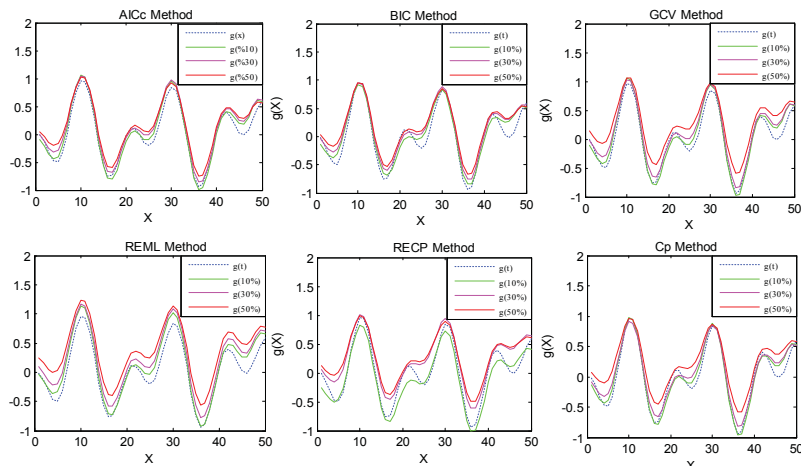 AICc Method
2
1.5
1
0.5
0
-0.5
-1
0 10 20 30 40 50
X
g(x)
g(%10)
g(%30)
g(%50)
BIC Method
g(X)
2
1.5
1
0.5
0
-0.5
-1
0 10 20 30 40 50
X
g(t)
g(10%)
g(30%)
g(50%)
GCV Method
g(X)
2
1.5
1
0.5
0
-0.5
-1
0 10 20 30 40 50
X
g(t)
g(10%)
g(30%)
g(50%)
REML Method
2
1.5
1
0.5
0
-0.5
-1
0 10 20 30 40 50
X
g(t)
g(10%)
g(30%)
g(50%)
RECP Method
g(X)
2
1.5
1
0.5
0
-0.5
-1
0 10 20 30 40 50
X
g(t)
g(10%)
g(30%)
g(50%)
Cp Method
g(X)
2
1.5
1
0.5
0
-0.5
-1
0 10 20 30 40 50
X
g(t)
g(10%)
g(30%)
g(50%)